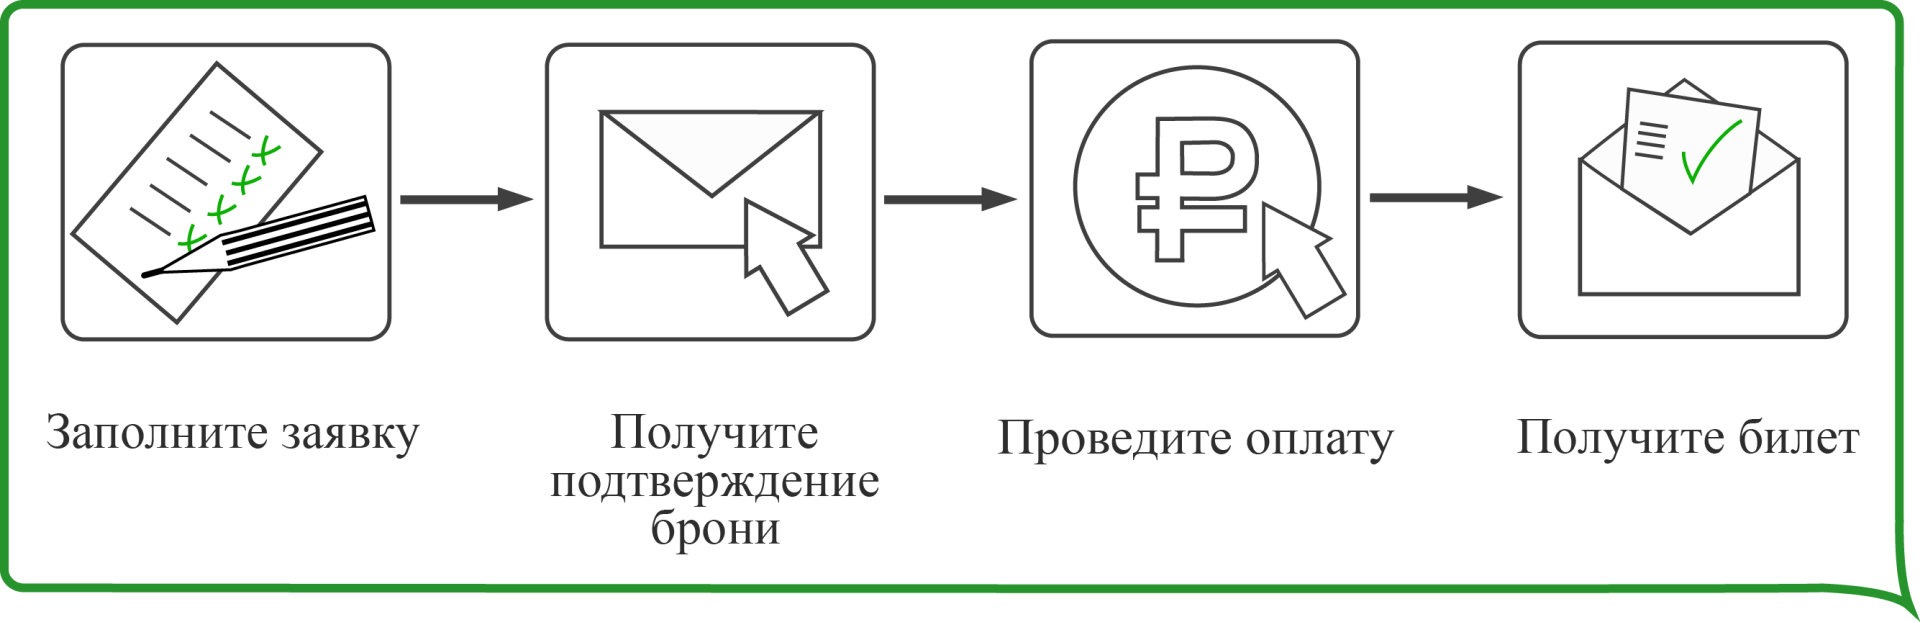 Заполните заявку
Получите
подтверждение
брони
Проведите оплату
Получите билет